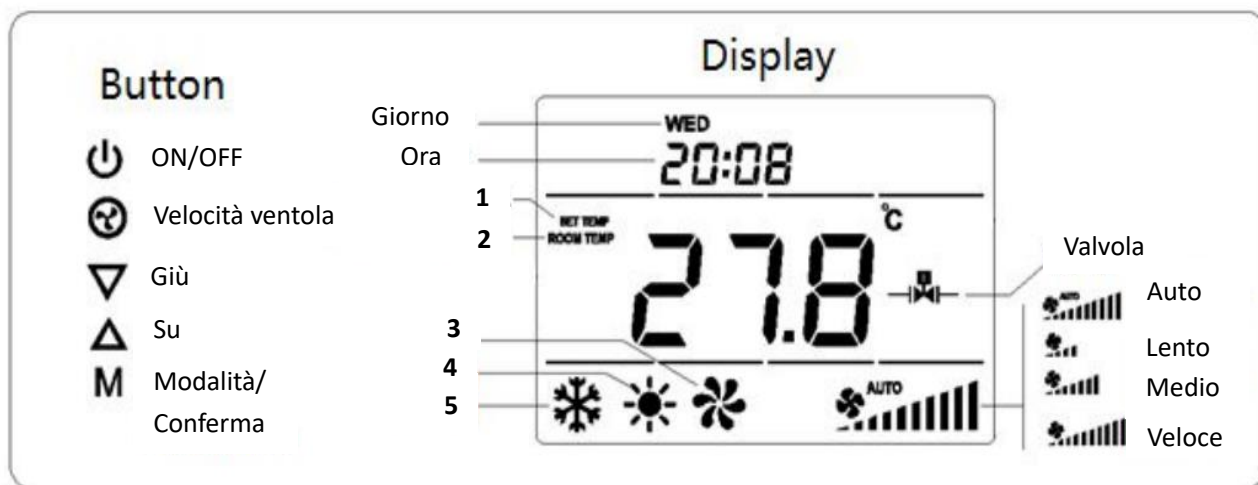 Display
Button
Giorno
WED
ON/OFF
Ora
20:08
Velocità ventola
1
SET TEMP
°C
2
ROOM TEMP
27.8
Valvola
Giù
AUTO
Auto
Su
3
Lento
M
Modalità/
4
AUTO
Medio
Conferma
5
Veloce